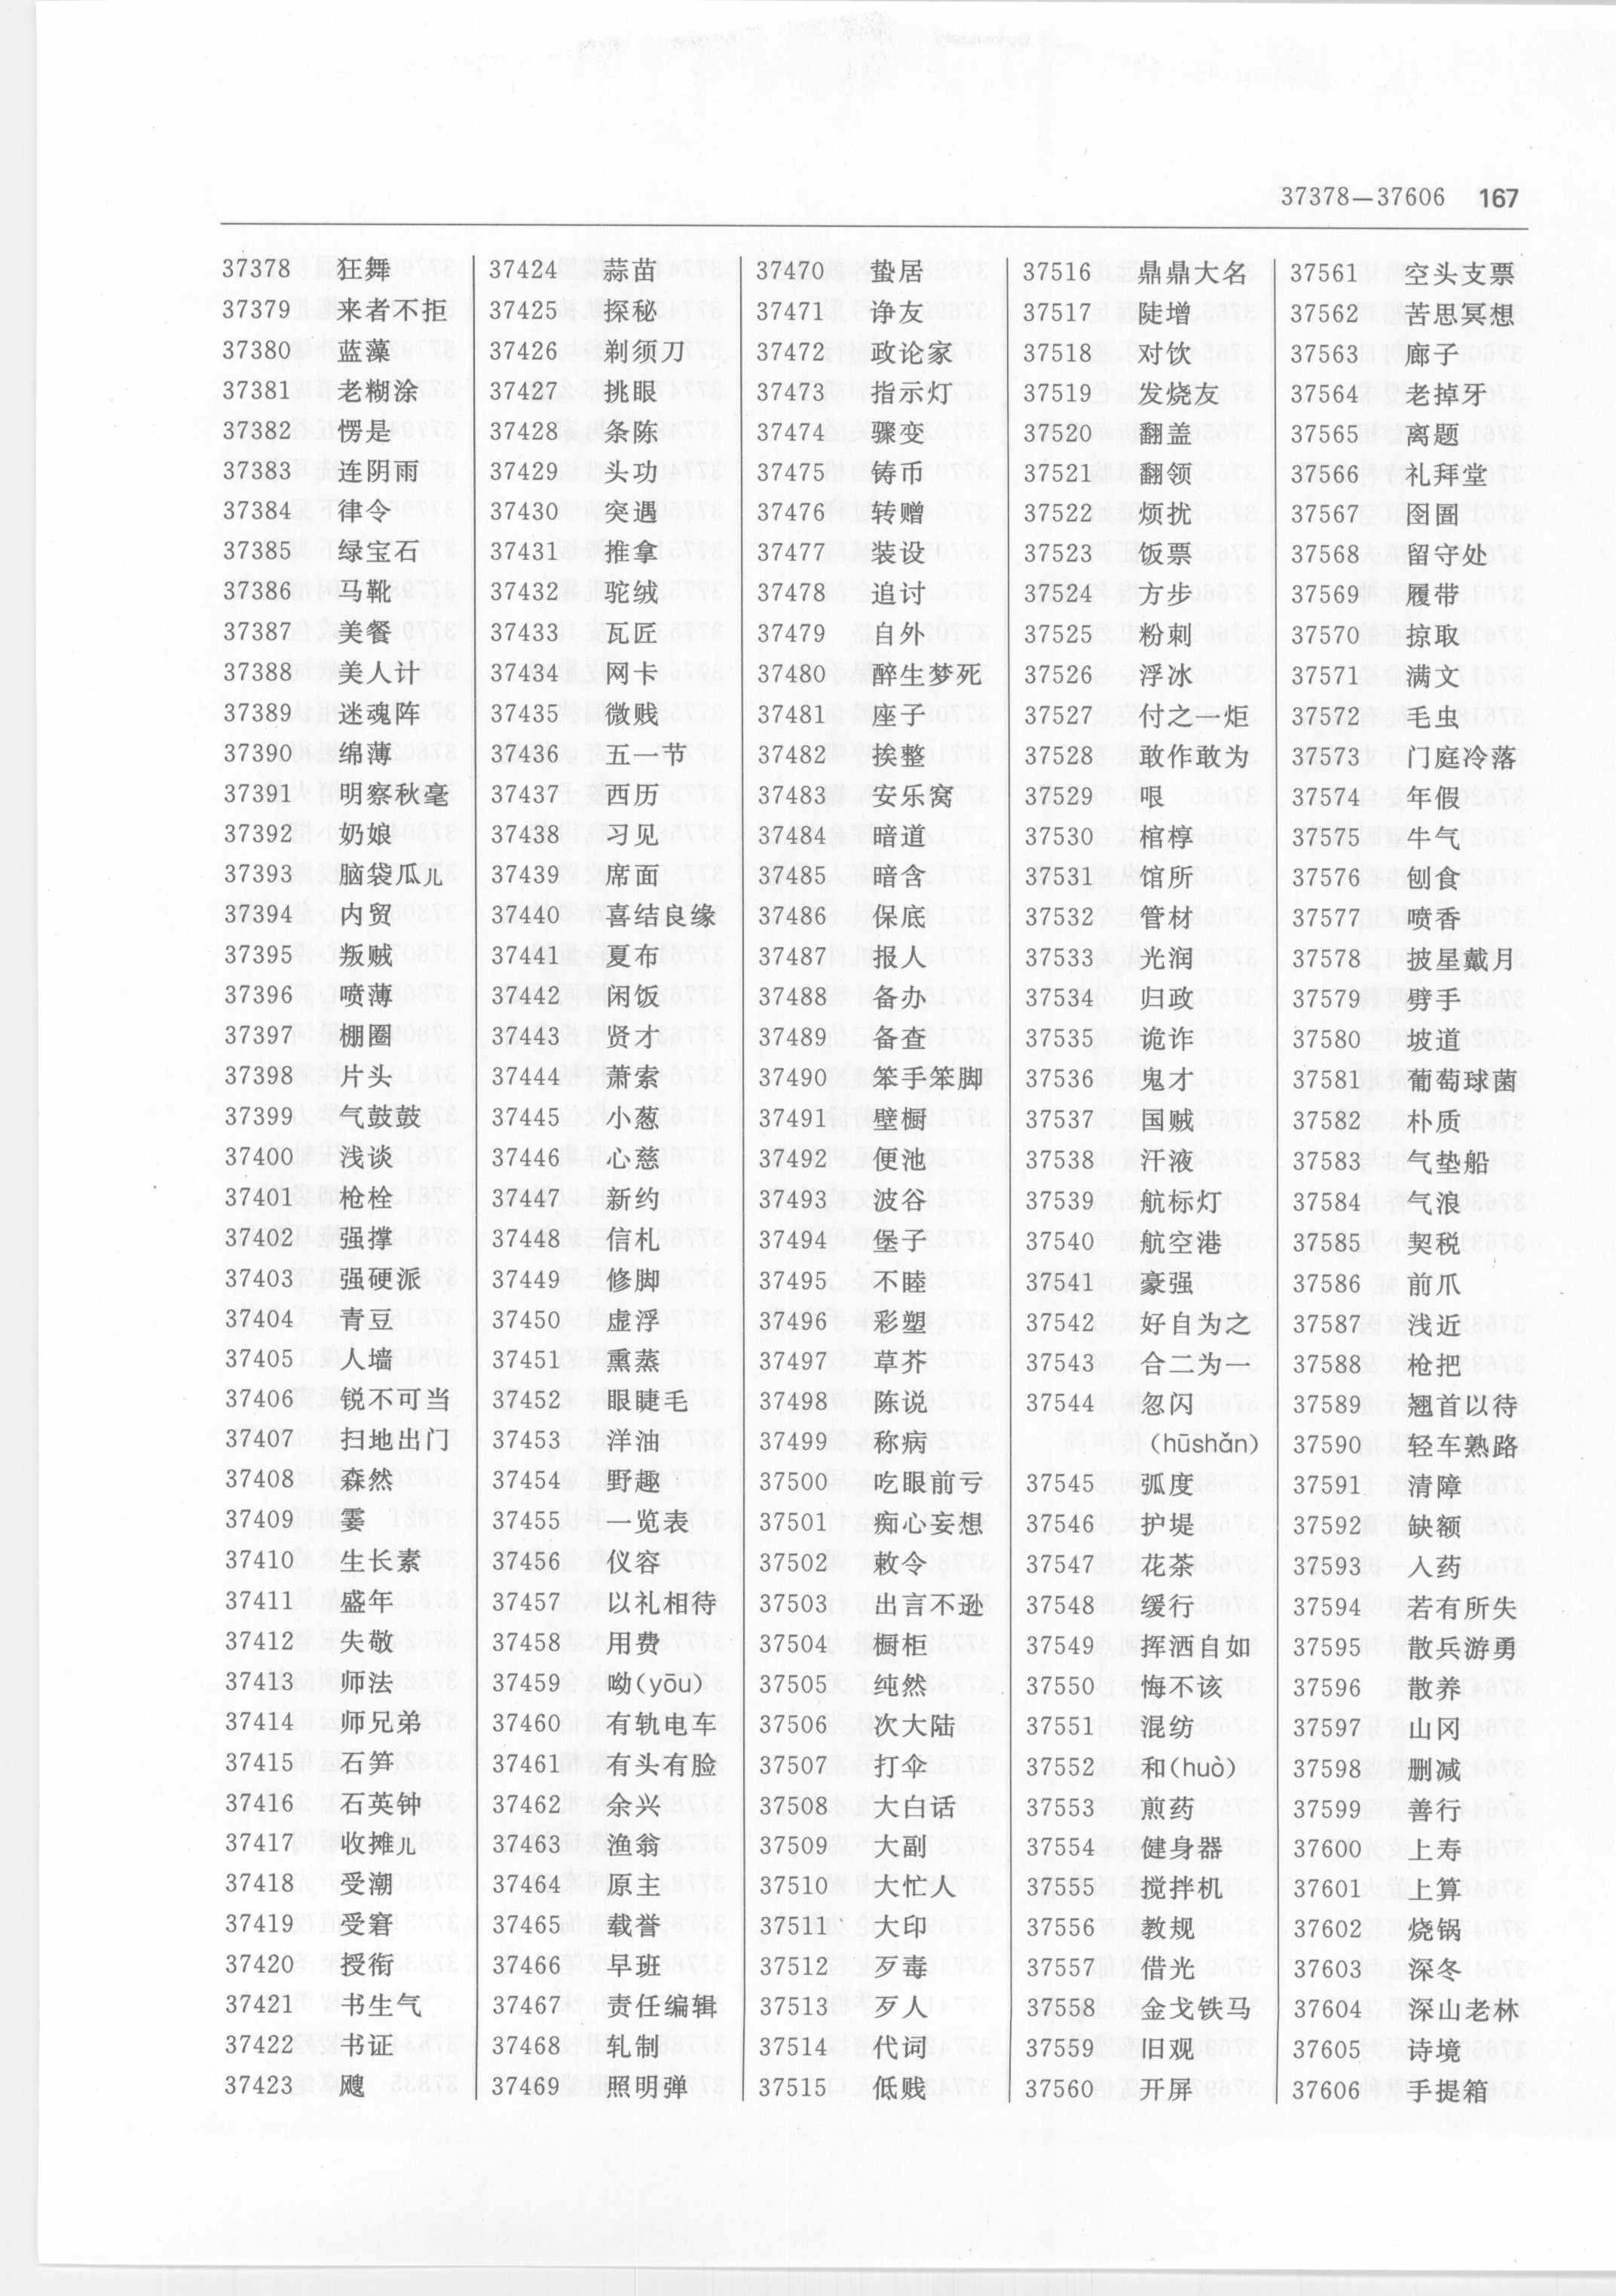 37378—37606 167
37378 狂舞
37379 来者不拒
37380 蓝藻
37381 老糊涂
37382 愣是
37383 连阴雨
37384 律令
37385 绿宝石
37386 马靴
37387 美餐
37388 美人计
37389 迷魂阵
37390 绵薄
37391 明察秋毫
37392 奶娘
37393 脑袋瓜儿
37394 内贸
37395 叛贼
37396 喷薄
37397 棚圈
37398 片头
37399 气鼓鼓
37400 浅谈
37401 枪栓
37402 强撑
37403 强硬派
37404 青豆
37405 人墙
37406 锐不可当
37407 扫地出门
37408 森然
37409 霎
37410 生长素
37411 盛年
37412 失敬
37413 师法
37414 师兄弟
37415 石笋
37416 石英钟
37417 收摊儿
37418 受潮
37419 受窘
37420 授衔
37421 书生气
37422 书证
37423 飑
37424 蒜苗
37425 探秘
37426 剃须刀
37427 挑眼
37428 条陈
37429 头功
37430 突遇
37431 推拿
37432 驼绒
37433 瓦匠
37434 网卡
37435 微贱
37436 五一节
37437 西历
37438 习见
37439 席面
37440 喜结良缘
37441 夏布
37442 闲饭
37443 贤才
37444 萧索
37445 小葱
37446 心慈
37447 新约
37448 信札
37449 修脚
37450 虚浮
37451 熏蒸
37452 眼睫毛
37453 洋油
37454 野趣
37455 一览表
37456 仪容
37457 以礼相待
37458 用费
37459 呦(yōu)
37460 有轨电车
37461 有头有脸
37462 余兴
37463 渔翁
37464 原主
37465 载誉
37466 早班
37467 责任编辑
37468 轧制
37469 照明弹
37470 蛰居
37471 诤友
37472 政论家
37473 指示灯
37474 骤变
37475 铸币
37476 转赠
37477 装设
37478 追讨
37479 自外
37480 醉生梦死
37481 座子
37482 挨整
37483 安乐窝
37484 暗道
37485 暗含
37486 保底
37487 报人
37488 备办
37489 备查
37490 笨手笨脚
37491 壁橱
37492 便池
37493 波谷
37494 堡子
37495 不睦
37496 彩塑
37497 草芥
37498 陈说
37499 称病
37500 吃眼前亏
37501 痴心妄想
37502 敕令
37503 出言不逊
37504 橱柜
37505 纯然
37506 次大陆
37507 打伞
37508 大白话
37509 大副
37510 大忙人
37511 大印
37512 歹毒
37513 歹人
37514 代词
37515 低贱
37516 鼎鼎大名
37517 陡增
37518 对饮
37519 发烧友
37520 翻盖
37521 翻领
37522 烦扰
37523 饭票
37524 方步
37525 粉刺
37526 浮冰
37527 付之一炬
37528 敢作敢为
37529 哏
37530 棺椁
37531 馆所
37532 管材
37533 光润
37534 归政
37535 诡诈
37536 鬼才
37537 国贼
37538 汗液
37539 航标灯
37540 航空港
37541 豪强
37542 好自为之
37543 合二为一
37544 忽闪
(hūshǎn)
37545 弧度
37546 护堤
37547 花茶
37548 缓行
37549 挥洒自如
37550 悔不该
37551 混纺
37552 和(huò)
37553 煎药
37554 健身器
37555 搅拌机
37556 教规
37557 借光
37558 金戈铁马
37559 旧观
37560 开屏
37561 空头支票
37562 苦思冥想
37563 廊子
37564 老掉牙
37565 离题
37566 礼拜堂
37567 囹圄
37568 留守处
37569 履带
37570 掠取
37571 满文
37572 毛虫
37573 门庭冷落
37574 年假
37575 牛气
37576 刨食
37577 喷香
37578 披星戴月
37579 劈手
37580 坡道
37581 葡萄球菌
37582 朴质
37583 气垫船
37584 气浪
37585 契税
37586 前爪
37587 浅近
37588 枪把
37589 翘首以待
37590 轻车熟路
37591 清障
37592 缺额
37593 人药
37594 若有所失
37595 散兵游勇
37596 散养
37597 山冈
37598 删减
37599 善行
37600 上寿
37601 上算
37602 烧锅
37603 深冬
37604 深山老林
37605 诗境
37606 手提箱